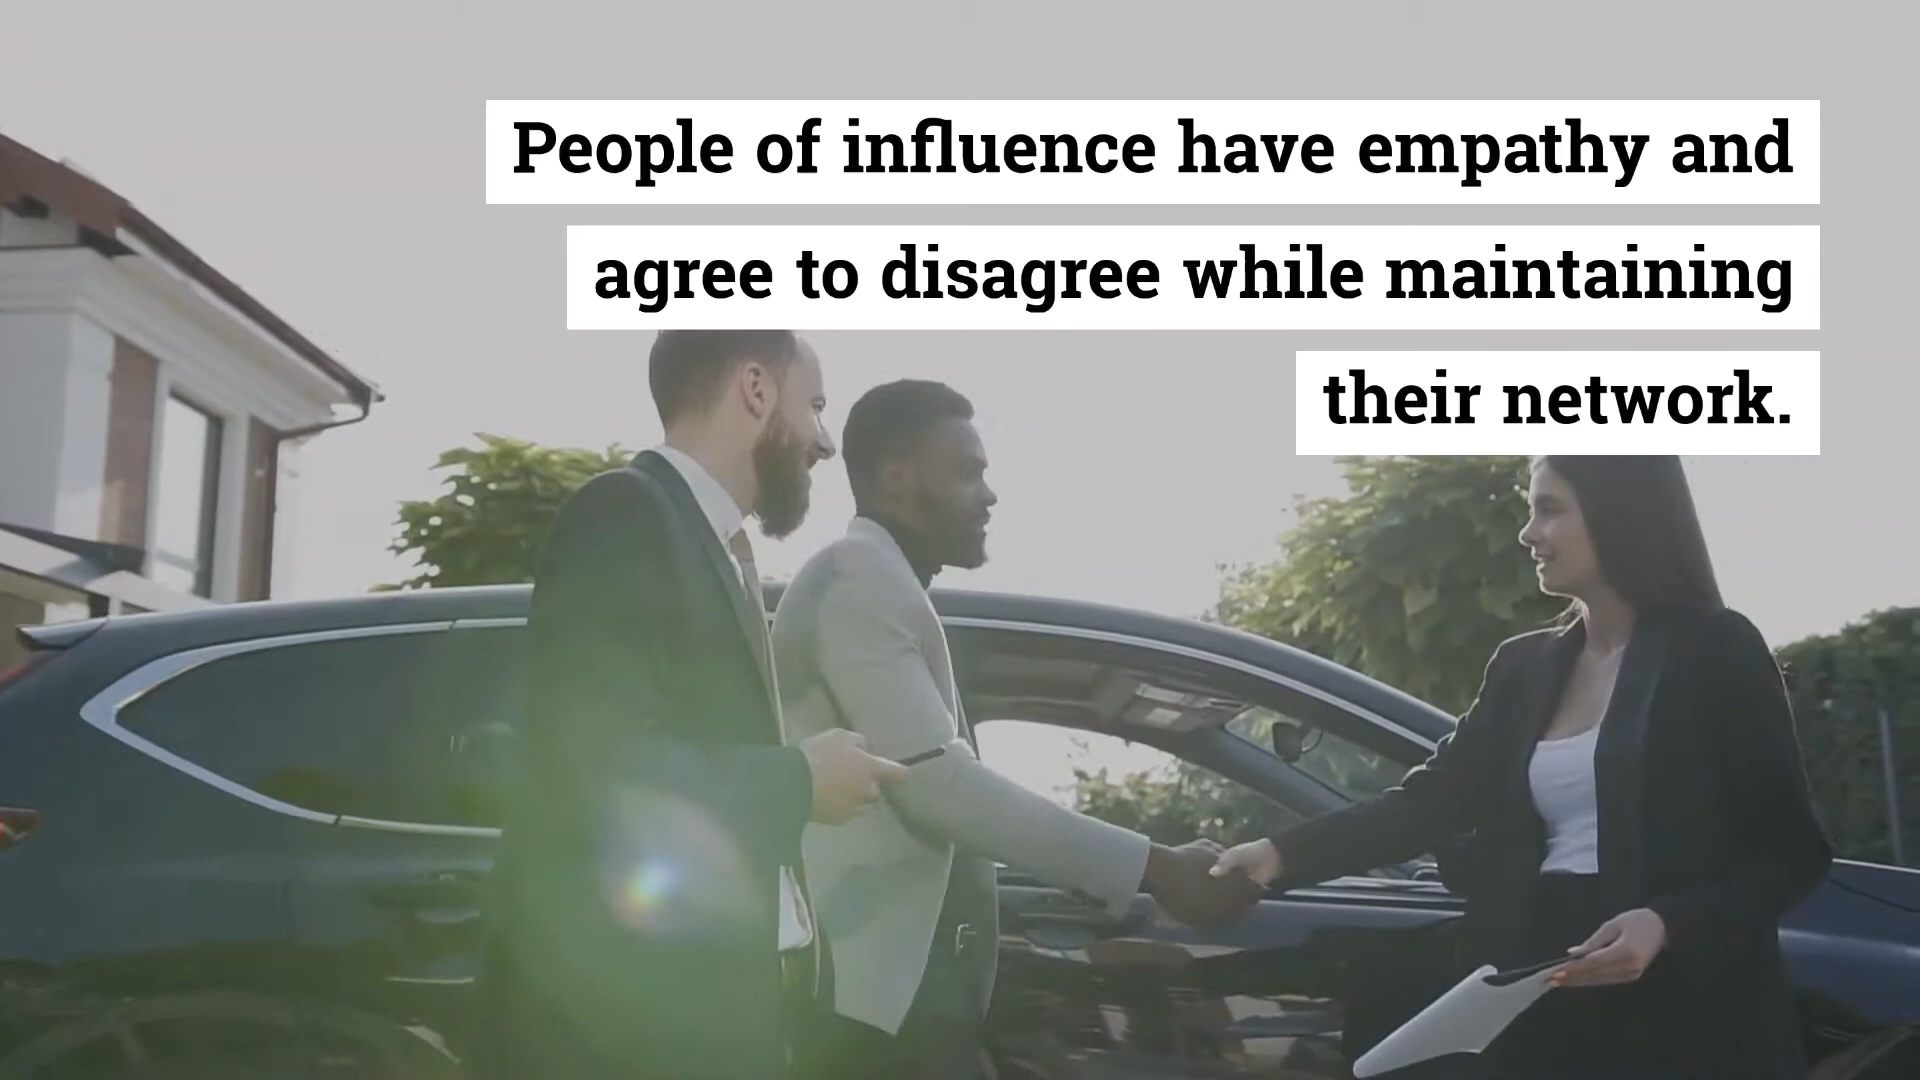 People of influence have empathy and
agree to disagree while maintaining
their network.